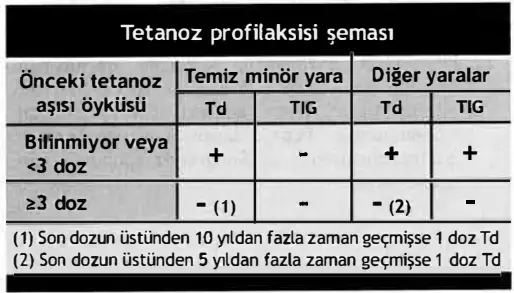 Tetanoz profilaksisi şeması
Önceki tetanoz aşısı öyküsü Temiz minör yara Diğer yaralar
Td TIG Td TIG
Bilinmiyor veya <3 doz + - + +
≥3 doz - (1) - - (2) -
(1) Son dozun üstünden 10 yıldan fazla zaman geçmişse 1 doz Td
(2) Son dozun üstünden 5 yıldan fazla zaman geçmişse 1 doz Td